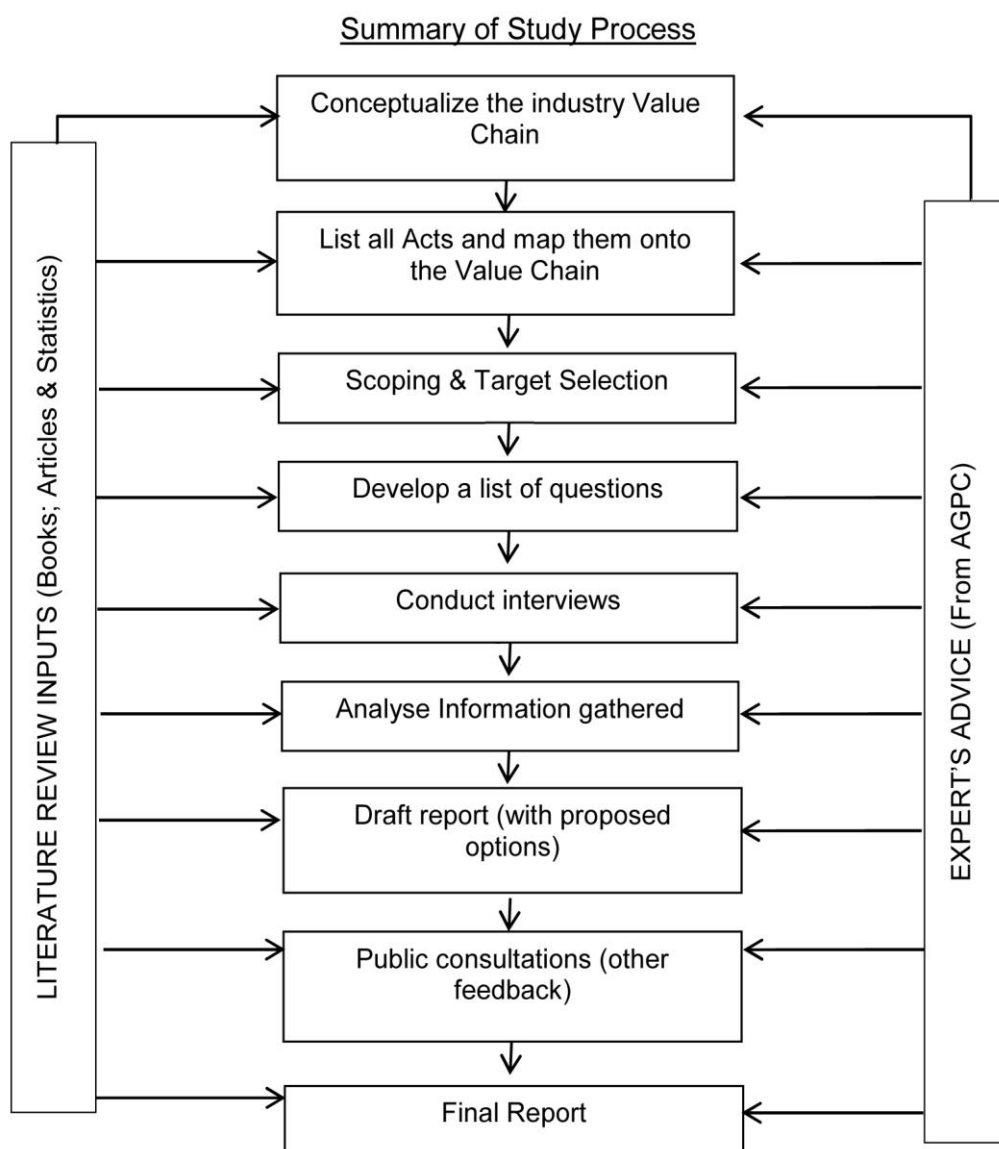 Summary of Study Process
Conceptualize the industry Value
Chain
List all Acts and map them onto
the Value Chain
Scoping & Target Selection
Develop a list of questions
Conduct interviews
Analyse Information gathered
Draft report (with proposed
options)
Public consultations (other
feedback)
Final Report
LITERATURE REVIEW INPUTS (Books; Articles & Statistics)
EXPERT’S ADVICE (From AGPC)